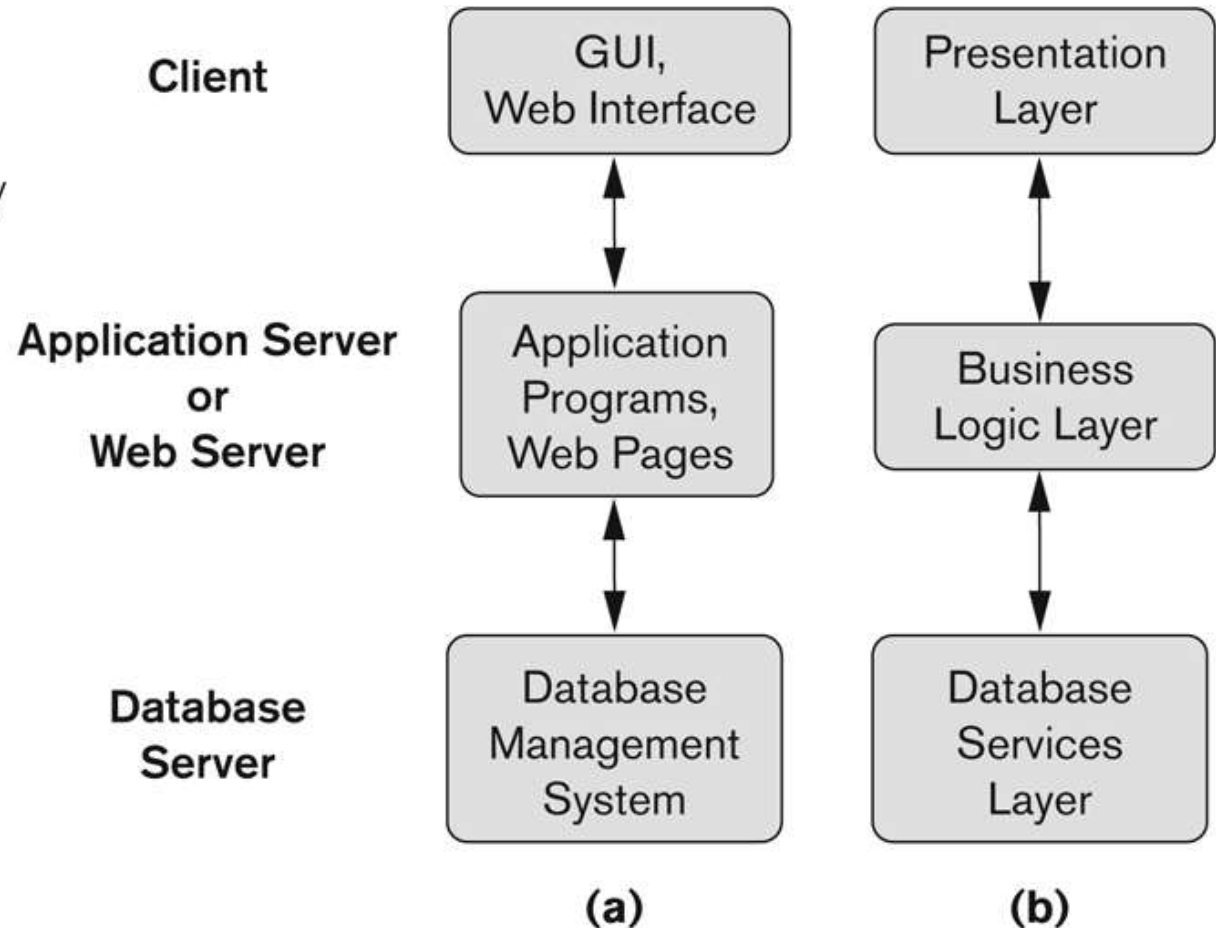 Client
GUI,
Web Interface
Presentation
Layer
Application Server
or
Web Server
Application
Programs,
Web Pages
Business
Logic Layer
Database
Server
Database
Management
System
Database
Services
Layer
(a)
(b)